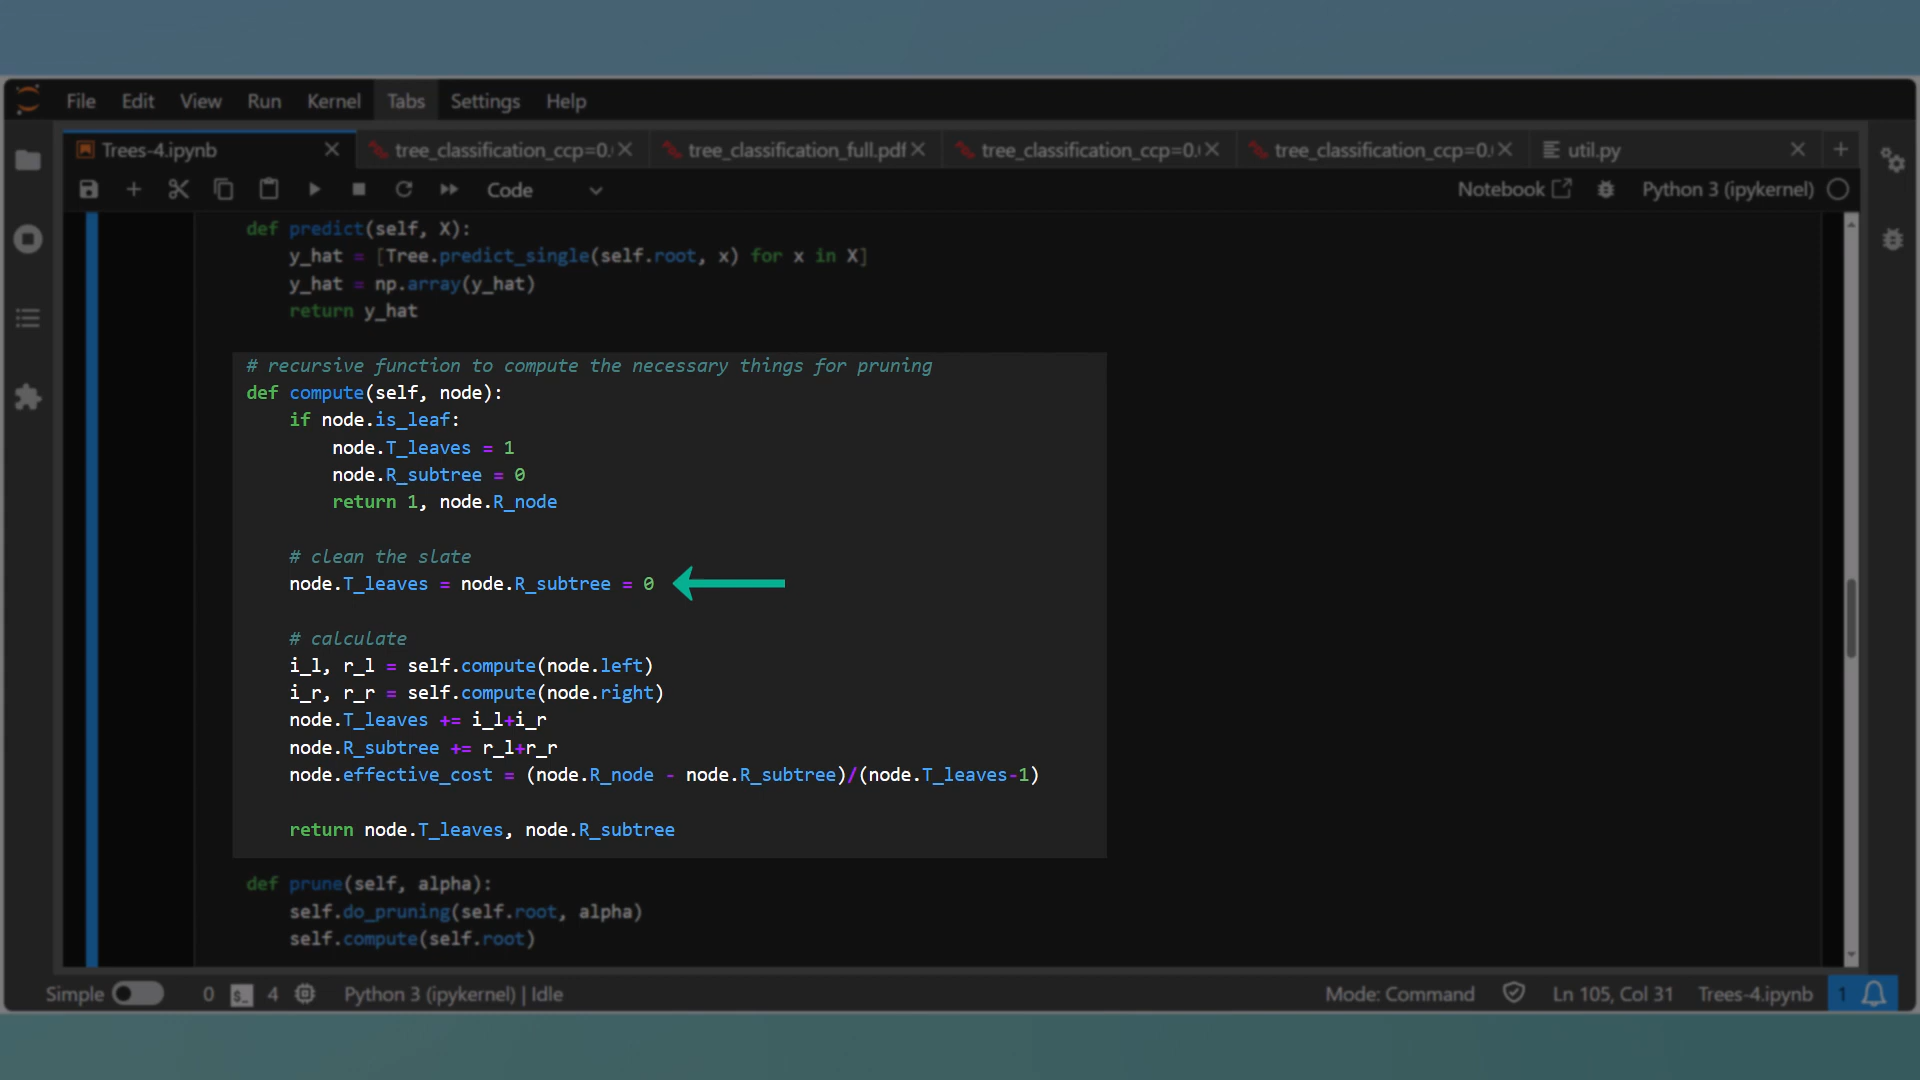 File Edit View Run Kernel Tabs Settings Help
Trees-4.ipynb tree_classification_ccp=0. tree_classification_full.pdf tree_classification_ccp=0. tree_classification_ccp=0. util.py
Code Notebook Python 3 (ipykernel)
def predict(self, X):
y_hat = [Tree.predict_single(self.root, x) for x in X]
y_hat = np.array(y_hat)
return y_hat
# recursive function to compute the necessary things for pruning
def compute(self, node):
if node.is_leaf:
node.T_leaves = 1
node.R_subtree = 0
return 1, node.R_node
# clean the slate
node.T_leaves = node.R_subtree = 0
# calculate
i_l, r_l = self.compute(node.left)
i_r, r_r = self.compute(node.right)
node.T_leaves += i_l+i_r
node.R_subtree += r_l+r_r
node.effective_cost = (node.R_node - node.R_subtree)/(node.T_leaves-1)
return node.T_leaves, node.R_subtree
def prune(self, alpha):
self.do_pruning(self.root, alpha)
self.compute(self.root)
Simple 0 $_ 4 Python 3 (ipykernel) | Idle Mode: Command Ln 105, Col 31 Trees-4.ipynb 1